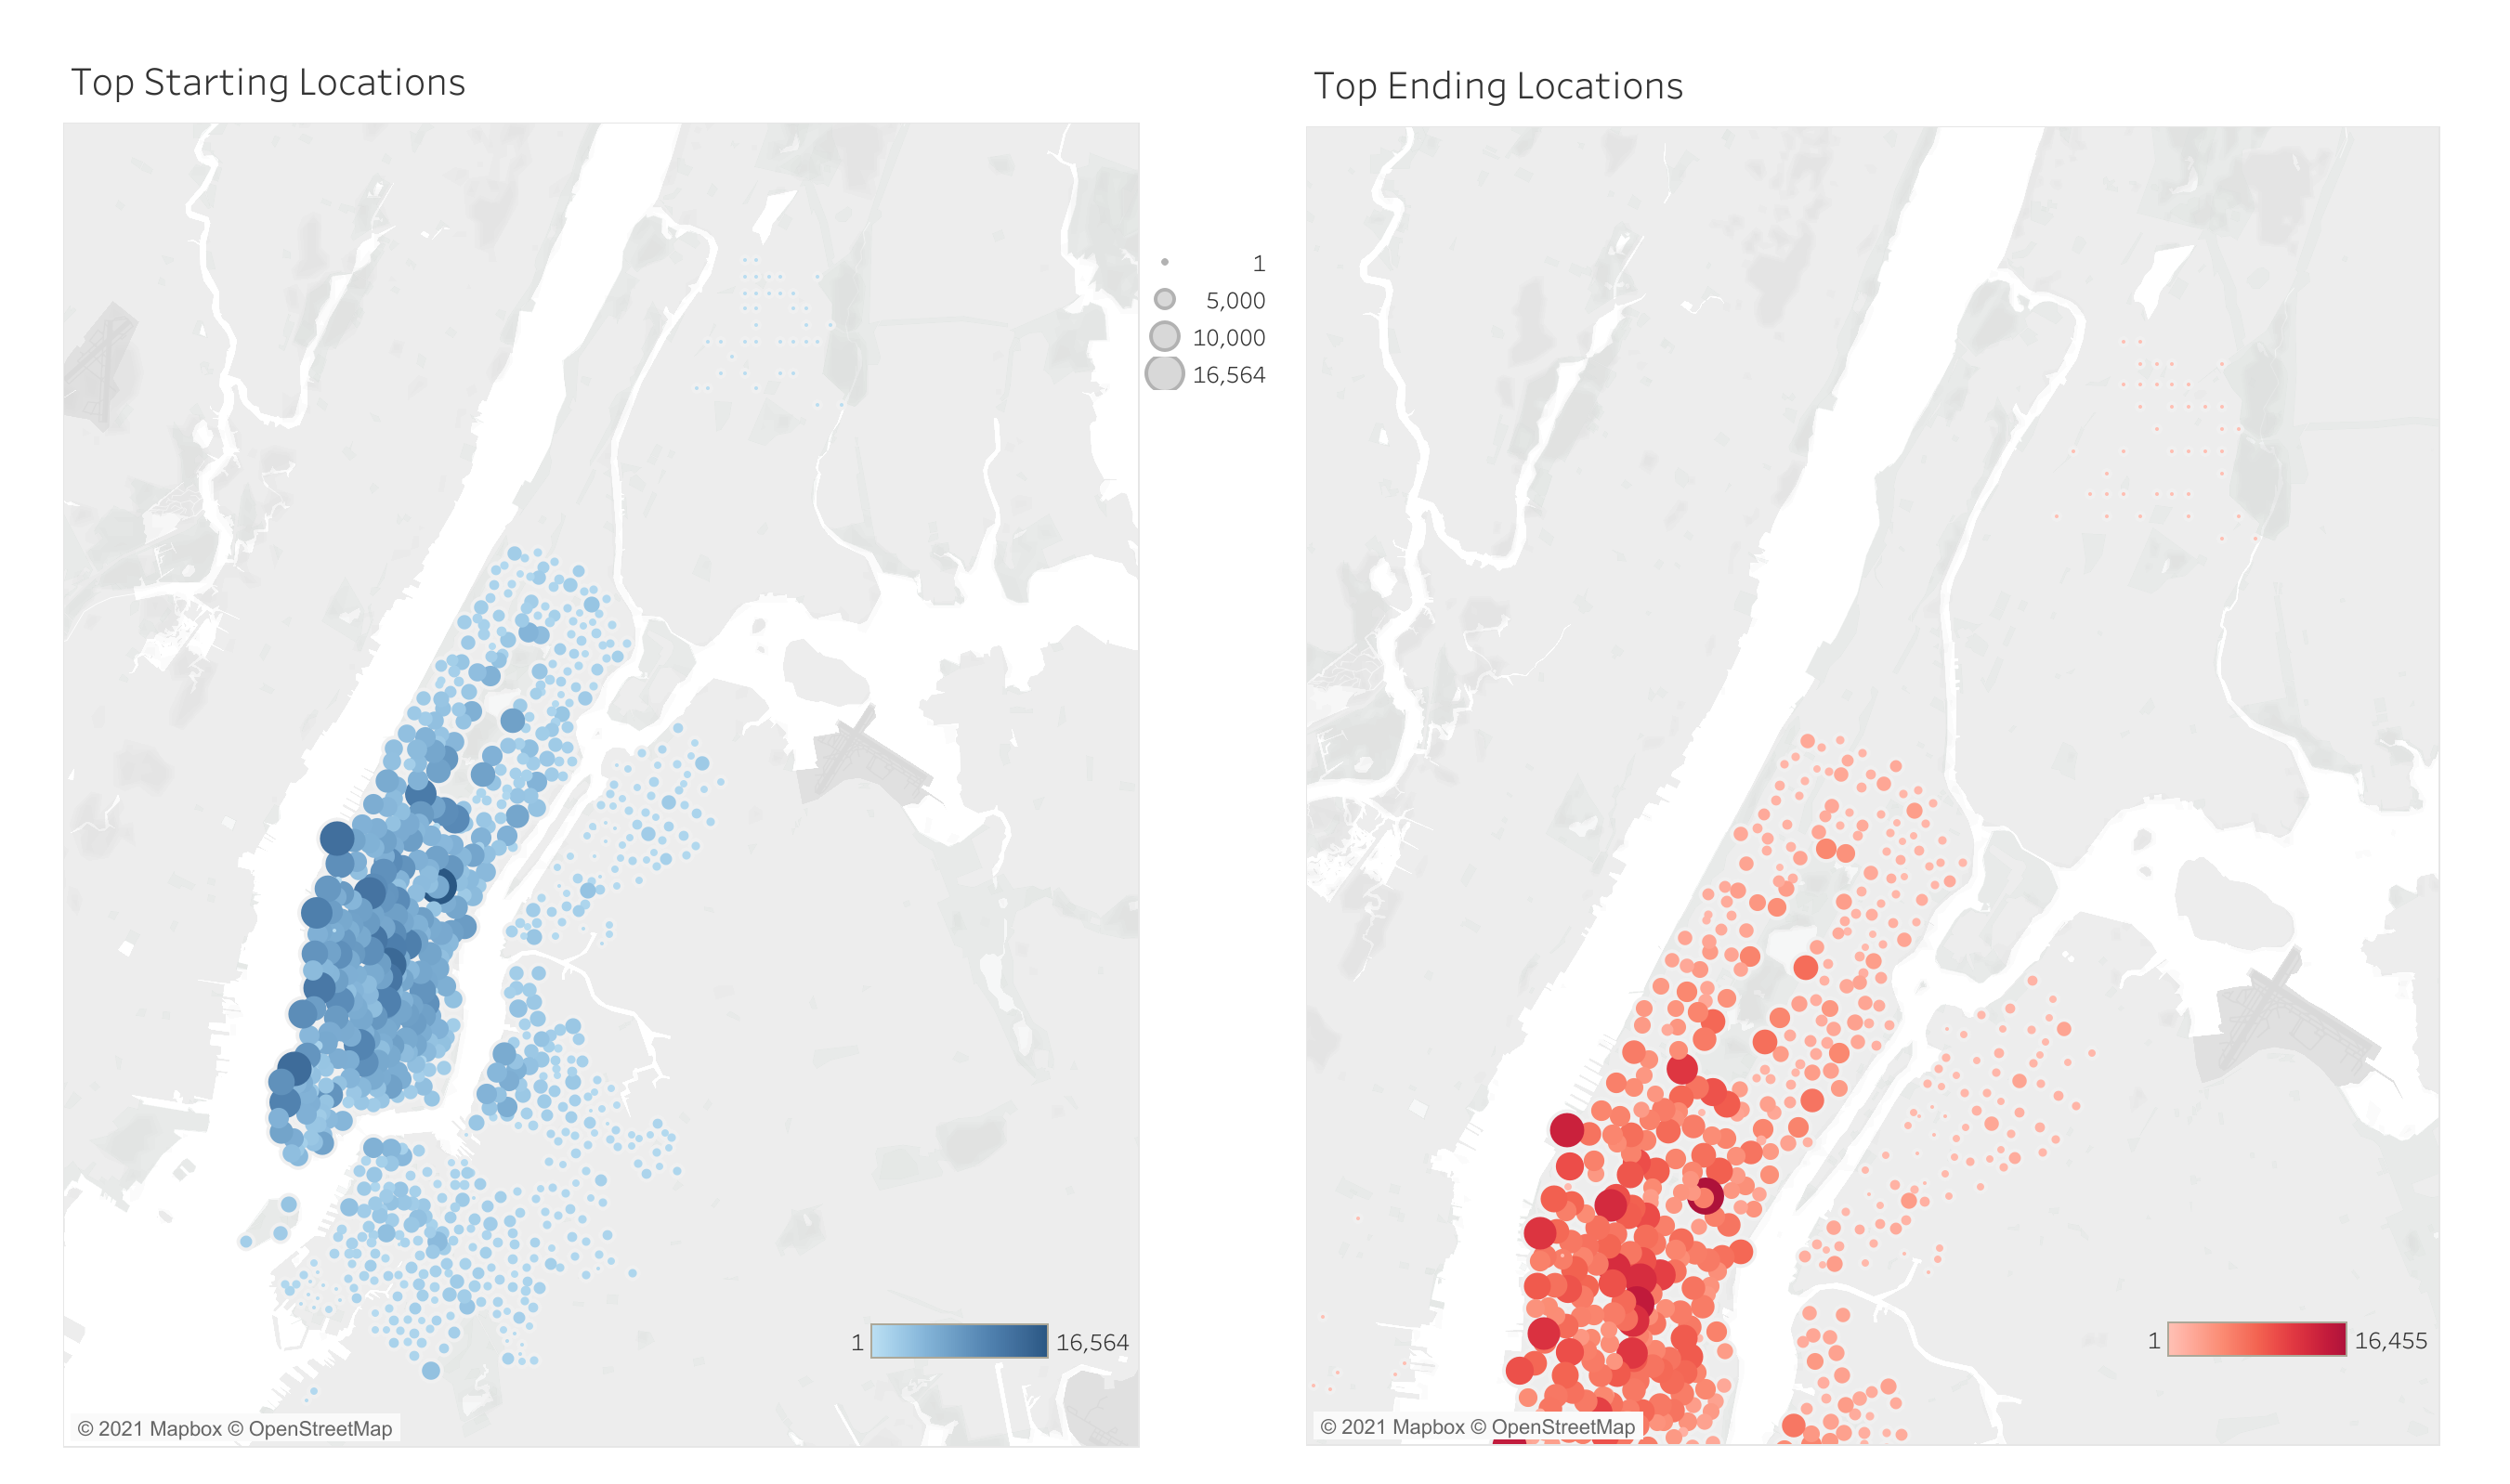 Top Starting Locations
Top Ending Locations
1
5,000
10,000
16,564
1 16,564
1 16,455
© 2021 Mapbox © OpenStreetMap
© 2021 Mapbox © OpenStreetMap